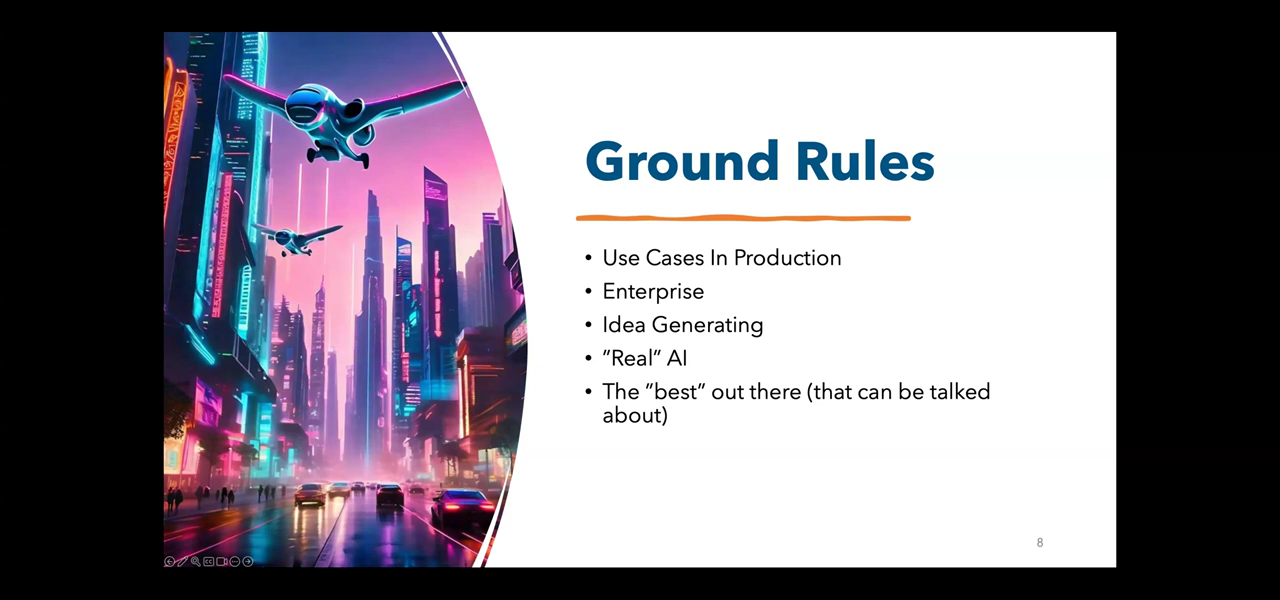 Ground Rules
• Use Cases In Production
• Enterprise
• Idea Generating
• ”Real” AI
• The ”best” out there (that can be talked
about)
8